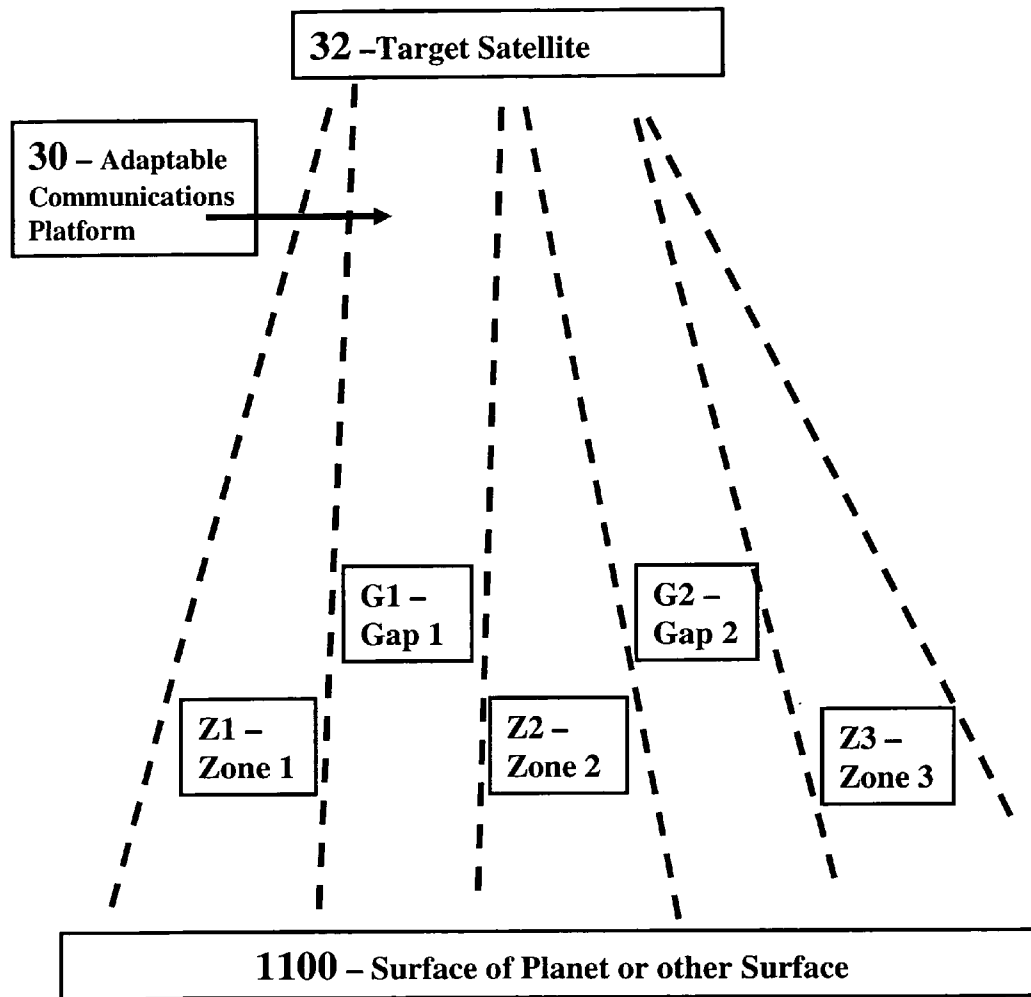 32 –Target Satellite
30 – Adaptable
Communications
Platform
G1 –
Gap 1
G2 –
Gap 2
Z1 –
Zone 1
Z2 –
Zone 2
Z3 –
Zone 3
1100 – Surface of Planet or other Surface